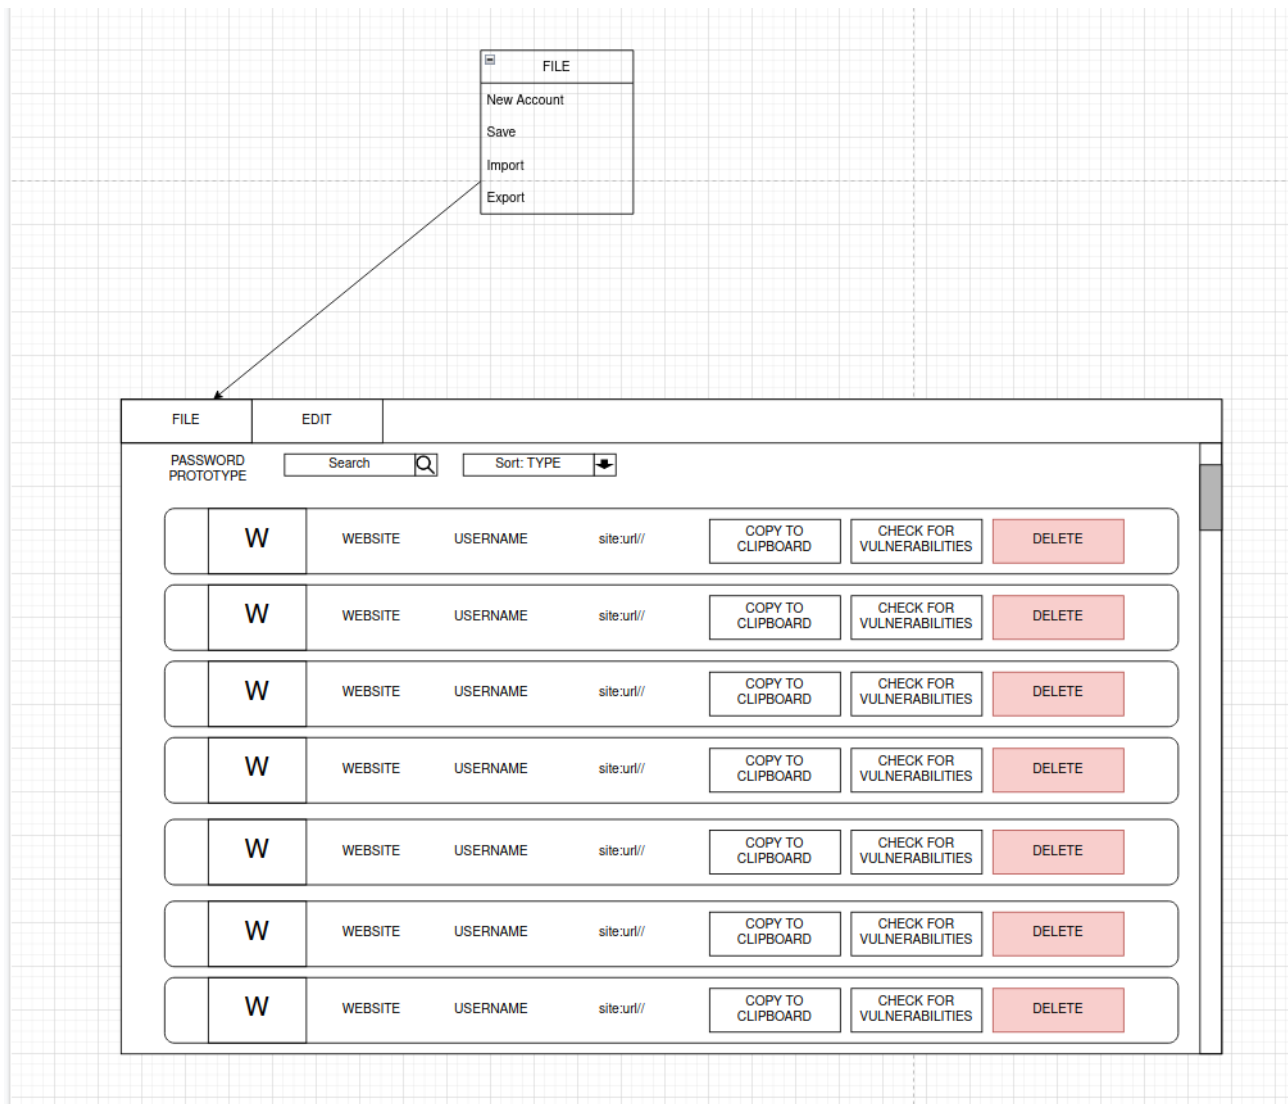 FILE
New Account
Save
Import
Export
FILE EDIT
PASSWORD
PROTOTYPE
Search
Sort: TYPE
W WEBSITE USERNAME site:url// COPY TO
CLIPBOARD CHECK FOR
VULNERABILITIES DELETE
W WEBSITE USERNAME site:url// COPY TO
CLIPBOARD CHECK FOR
VULNERABILITIES DELETE
W WEBSITE USERNAME site:url// COPY TO
CLIPBOARD CHECK FOR
VULNERABILITIES DELETE
W WEBSITE USERNAME site:url// COPY TO
CLIPBOARD CHECK FOR
VULNERABILITIES DELETE
W WEBSITE USERNAME site:url// COPY TO
CLIPBOARD CHECK FOR
VULNERABILITIES DELETE
W WEBSITE USERNAME site:url// COPY TO
CLIPBOARD CHECK FOR
VULNERABILITIES DELETE
W WEBSITE USERNAME site:url// COPY TO
CLIPBOARD CHECK FOR
VULNERABILITIES DELETE